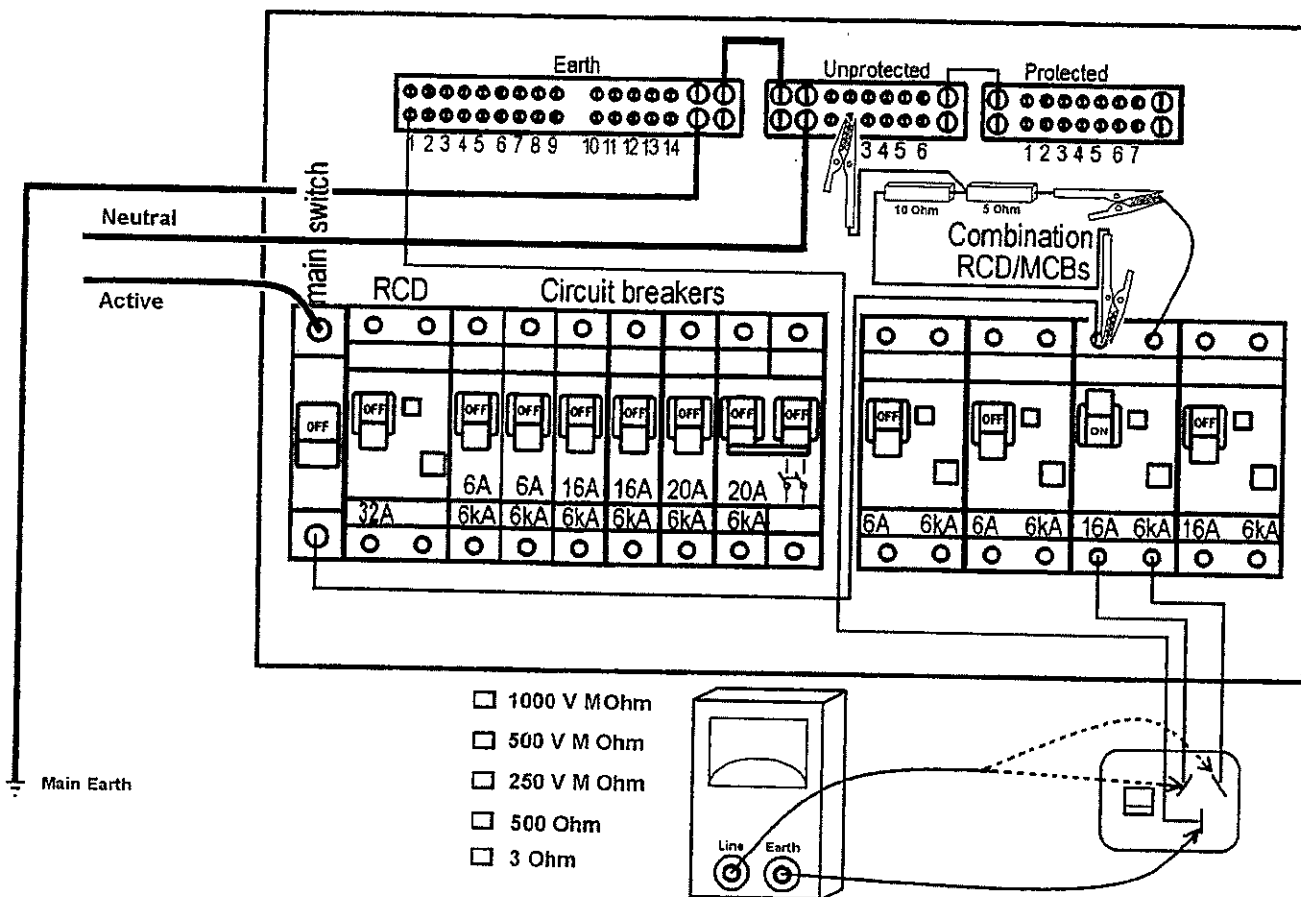 Earth
Unprotected
Protected
1 2 3 4 5 6 7 8 9 10 11 12 13 14
3 4 5 6
1 2 3 4 5 6 7
main switch
Neutral
Active
10 Ohm
5 Ohm
Combination
RCD/MCBs
RCD
Circuit breakers
OFF
OFF
OFF
OFF
OFF
OFF
OFF
OFF
OFF
OFF
OFF
ON
OFF
32A
6A 6A 16A 16A 20A 20A
6kA 6kA 6kA 6kA 6kA 6kA
6A 6kA 6A 6kA 16A 6kA 16A 6kA
1000 V MOhm
500 V M Ohm
250 V M Ohm
500 Ohm
3 Ohm
Main Earth
Line
Earth